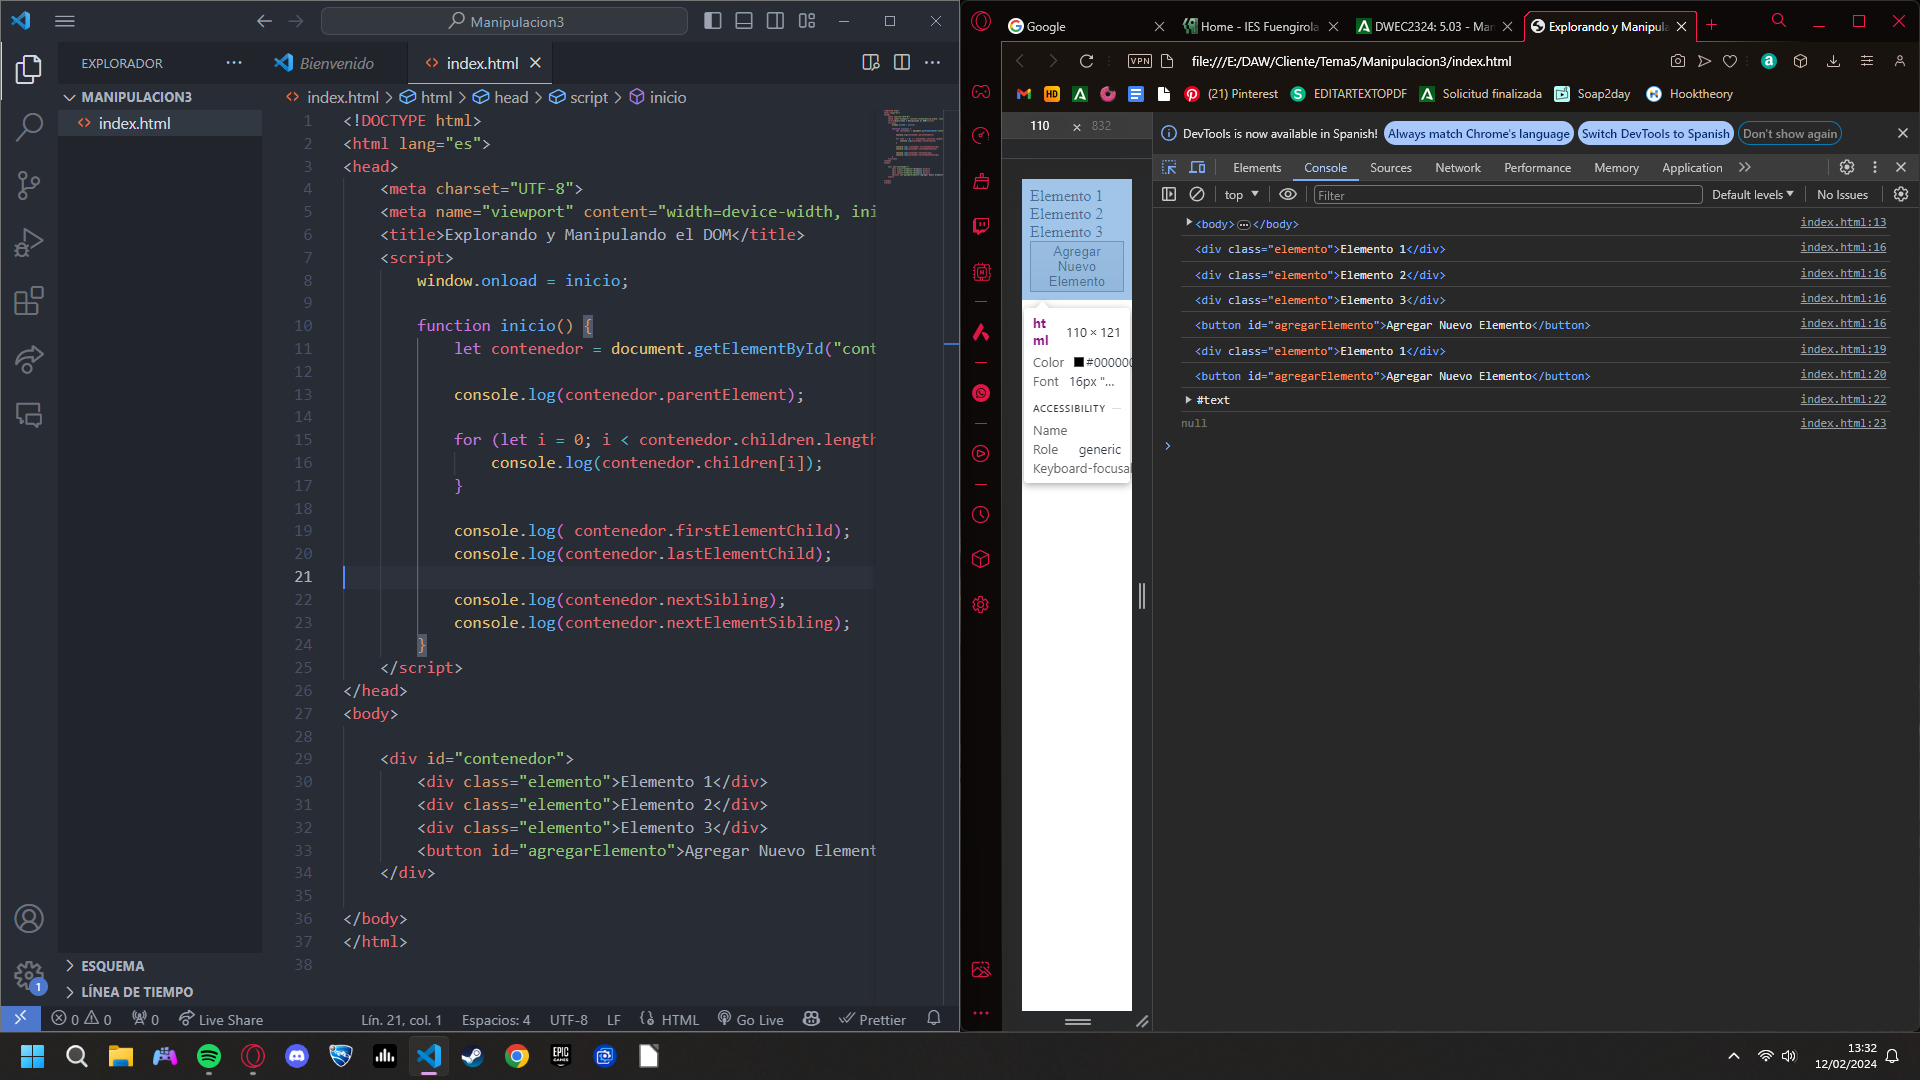 Manipulacion3
EXPLORADOR
Bienvenido
index.html
MANIPULACION3
index.html
index.html > html > head > script > inicio
1 <!DOCTYPE html>
2 <html lang="es">
3 <head>
4 <meta charset="UTF-8">
5 <meta name="viewport" content="width=device-width, ini
6 <title>Explorando y Manipulando el DOM</title>
7 <script>
8 window.onload = inicio;
9
10 function inicio() {
11 let contenedor = document.getElementById("cont
12
13 console.log(contenedor.parentElement);
14
15 for (let i = 0; i < contenedor.children.length
16 console.log(contenedor.children[i]);
17 }
18
19 console.log( contenedor.firstElementChild);
20 console.log(contenedor.lastElementChild);
21
22 console.log(contenedor.nextSibling);
23 console.log(contenedor.nextElementSibling);
24 }
25 </script>
26 </head>
27 <body>
28
29 <div id="contenedor">
30 <div class="elemento">Elemento 1</div>
31 <div class="elemento">Elemento 2</div>
32 <div class="elemento">Elemento 3</div>
33 <button id="agregarElemento">Agregar Nuevo Element
34 </div>
35
36 </body>
37 </html>
38
ESQUEMA
LÍNEA DE TIEMPO
1
0 0 0 Live Share Lín. 21, col. 1 Espacios: 4 UTF-8 LF HTML Go Live Prettier
Google
Home - IES Fuengirola
DWEC2324: 5.03 - Man
Explorando y Manipula
VPN
file:///E:/DAW/Cliente/Tema5/Manipulacion3/index.html
(21) Pinterest
EDITARTEXTOPDF
Solicitud finalizada
Soap2day
Hooktheory
110 × 832
DevTools is now available in Spanish!
Always match Chrome's language
Switch DevTools to Spanish
Don't show again
Elements Console Sources Network Performance Memory Application
top
Filter
Default levels
No Issues
Elemento 1
Elemento 2
Elemento 3
Agregar
Nuevo
Elemento
ht
ml
110 × 121
Color #000000
Font 16px "...
ACCESSIBILITY
Name
Role generic
Keyboard-focusal
<body>…</body> index.html:13
<div class="elemento">Elemento 1</div> index.html:16
<div class="elemento">Elemento 2</div> index.html:16
<div class="elemento">Elemento 3</div> index.html:16
<button id="agregarElemento">Agregar Nuevo Elemento</button> index.html:16
<div class="elemento">Elemento 1</div> index.html:19
<button id="agregarElemento">Agregar Nuevo Elemento</button> index.html:20
#text index.html:22
null index.html:23
EPIC
GAMES
13:32
12/02/2024